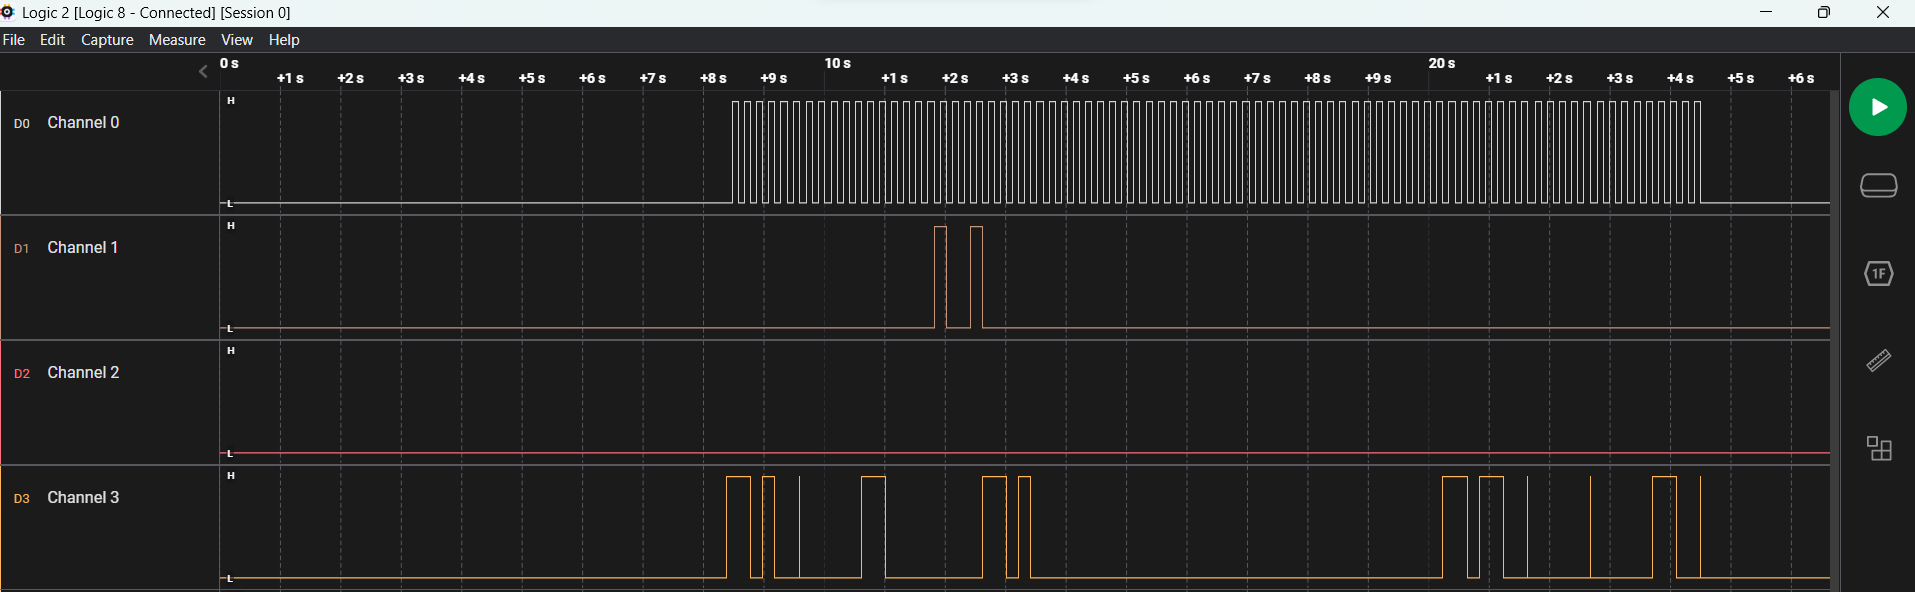 Logic 2 [Logic 8 - Connected] [Session 0]
File Edit Capture Measure View Help
0 s 10 s 20 s
+1 s +2 s +3 s +4 s +5 s +6 s +7 s +8 s +9 s +1 s +2 s +3 s +4 s +5 s +6 s +7 s +8 s +9 s +1 s +2 s +3 s +4 s +5 s +6 s
H
D0 Channel 0
L
H
D1 Channel 1
1F
L
H
D2 Channel 2
L
H
D3 Channel 3
L